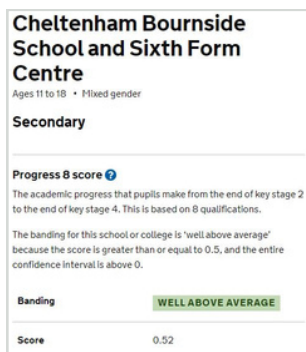 Cheltenham Bournside
School and Sixth Form
Centre
Ages 11 to 18 • Mixed gender
Secondary
Progress 8 score ?
The academic progress that pupils make from the end of key stage 2
to the end of key stage 4. This is based on 8 qualifications.
The banding for this school or college is 'well above average'
because the score is greater than or equal to 0.5, and the entire
confidence interval is above 0.
Banding WELL ABOVE AVERAGE
Score 0.52